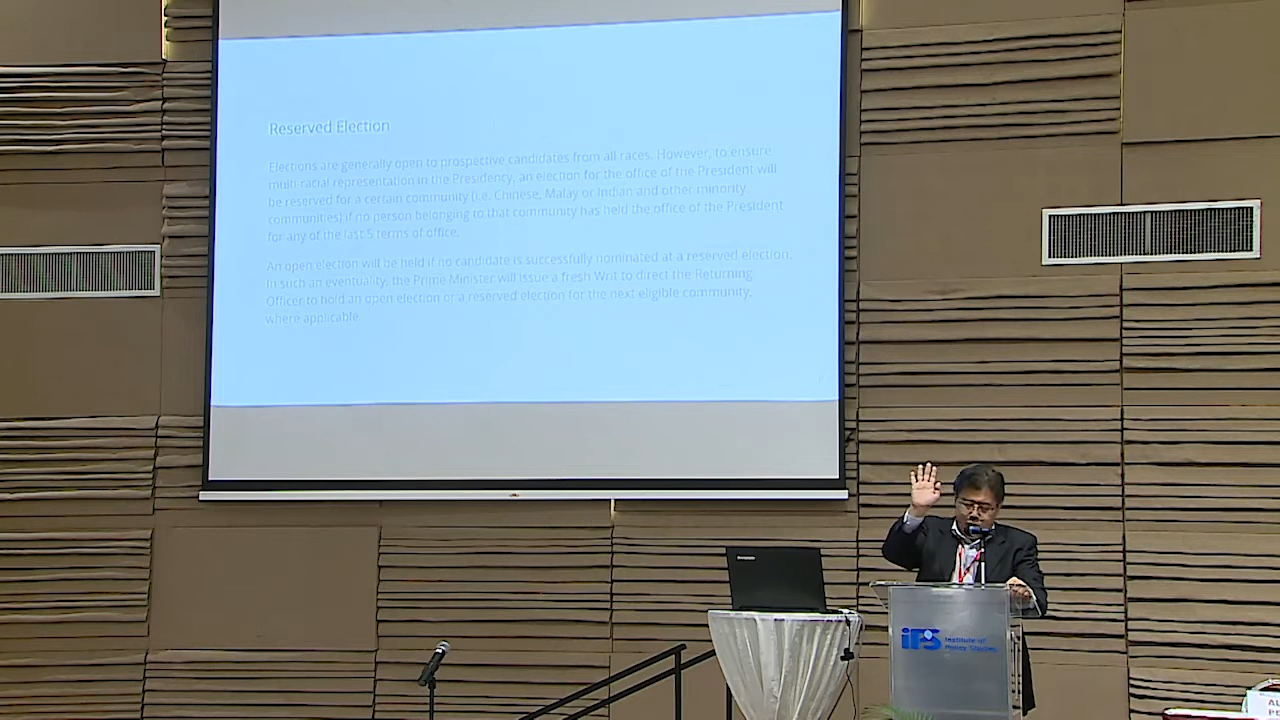 Reserved Election
Elections are generally open to prospective candidates from all races. However, to ensure
multi-racial representation in the Presidency, an election for the office of the President will
be reserved for a certain community (i.e. Chinese, Malay or Indian and other minority
communities) if no person belonging to that community has held the office of the President
for any of the last 5 terms of office.
An open election will be held if no candidate is successfully nominated at a reserved election.
In such an eventuality, the Prime Minister will issue a fresh Writ to direct the Returning
Officer to hold an open election or a reserved election for the next eligible community,
where applicable.
iPS Institute of
Policy Studies